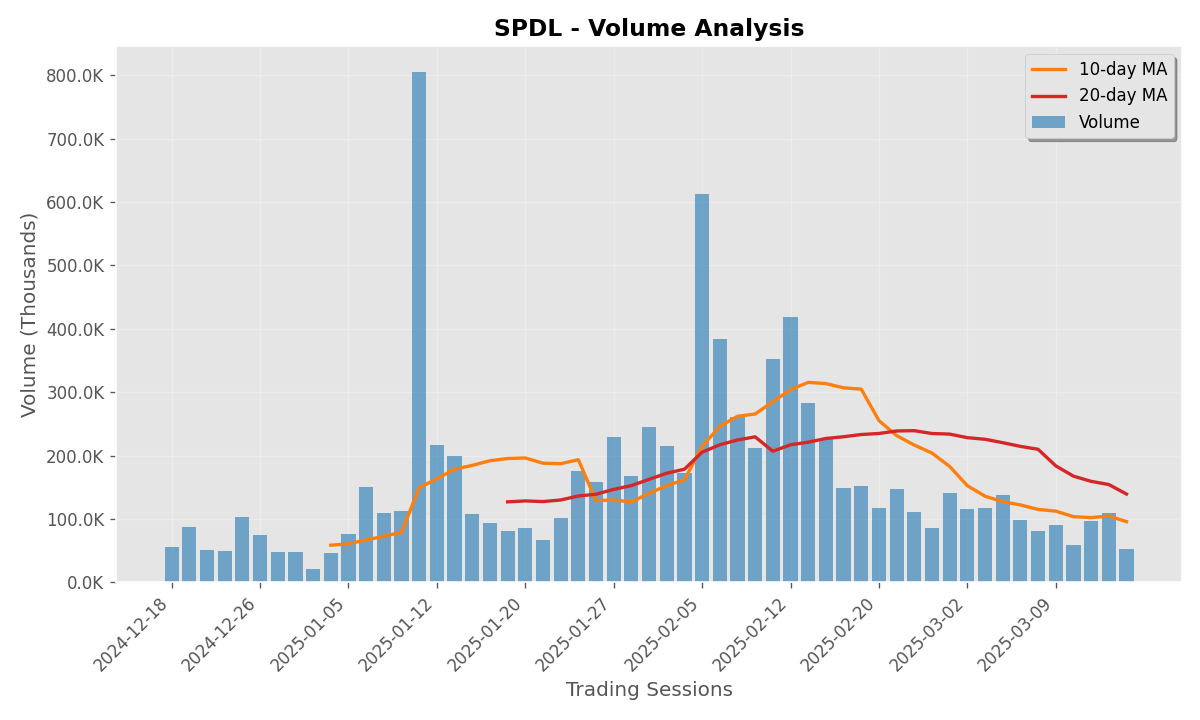 SPDL - Volume Analysis
10-day MA
20-day MA
Volume
Volume (Thousands)
800.0K
700.0K
600.0K
500.0K
400.0K
300.0K
200.0K
100.0K
0.0K
2024-12-18
2024-12-26
2025-01-05
2025-01-12
2025-01-20
2025-01-27
2025-02-05
2025-02-12
2025-02-20
2025-03-02
2025-03-09
Trading Sessions